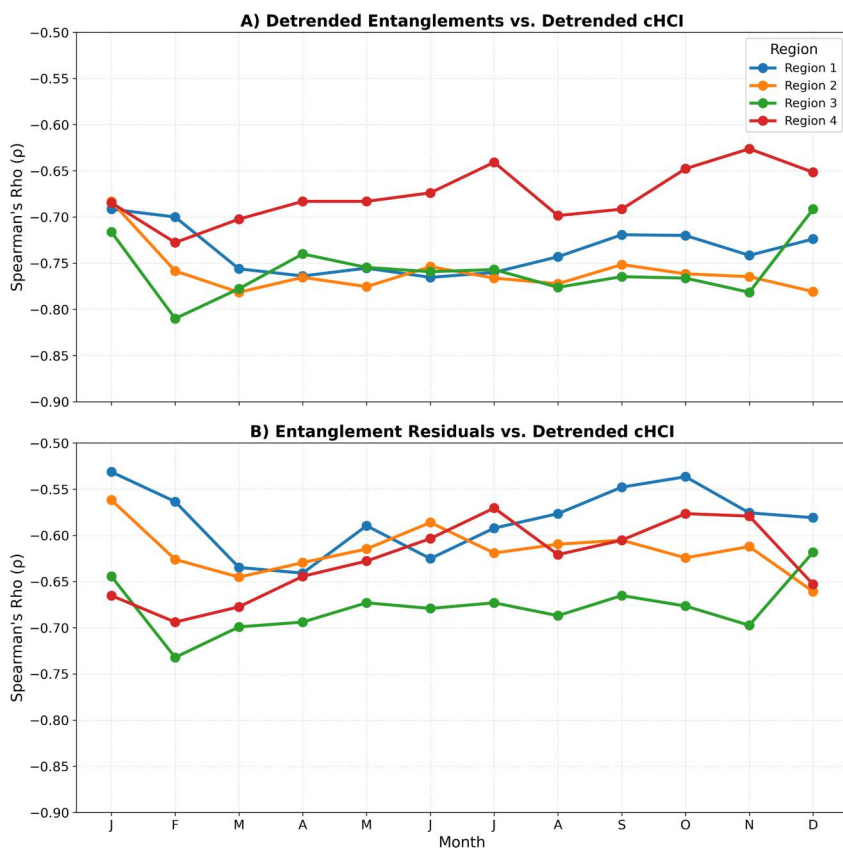 A) Detrended Entanglements vs. Detrended cHCI
−0.50
−0.55
−0.60
−0.65
−0.70
−0.75
−0.80
−0.85
−0.90
Spearman's Rho (ρ)
Region
Region 1
Region 2
Region 3
Region 4
B) Entanglement Residuals vs. Detrended cHCI
−0.50
−0.55
−0.60
−0.65
−0.70
−0.75
−0.80
−0.85
−0.90
Spearman's Rho (ρ)
J F M A M J J A S O N D
Month